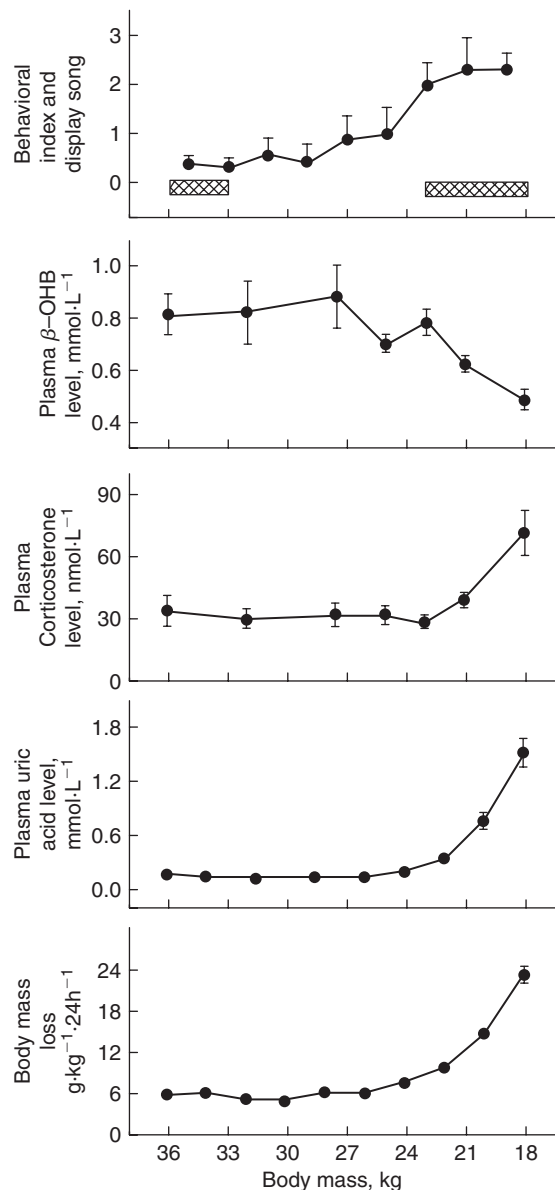 Behavioral
index and
display song
3
2
1
0
Plasma β–OHB
level, mmol·L⁻¹
1.0
0.8
0.6
0.4
Plasma
Corticosterone
level, nmol·L⁻¹
90
60
30
0
Plasma uric
acid level,
mmol·L⁻¹
1.8
1.2
0.6
0.0
Body mass
loss
g·kg⁻¹·24h⁻¹
24
18
12
6
0
36 33 30 27 24 21 18
Body mass, kg